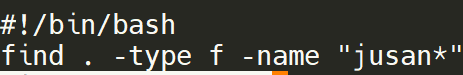 #!/bin/bash
find . -type f -name "jusan*"